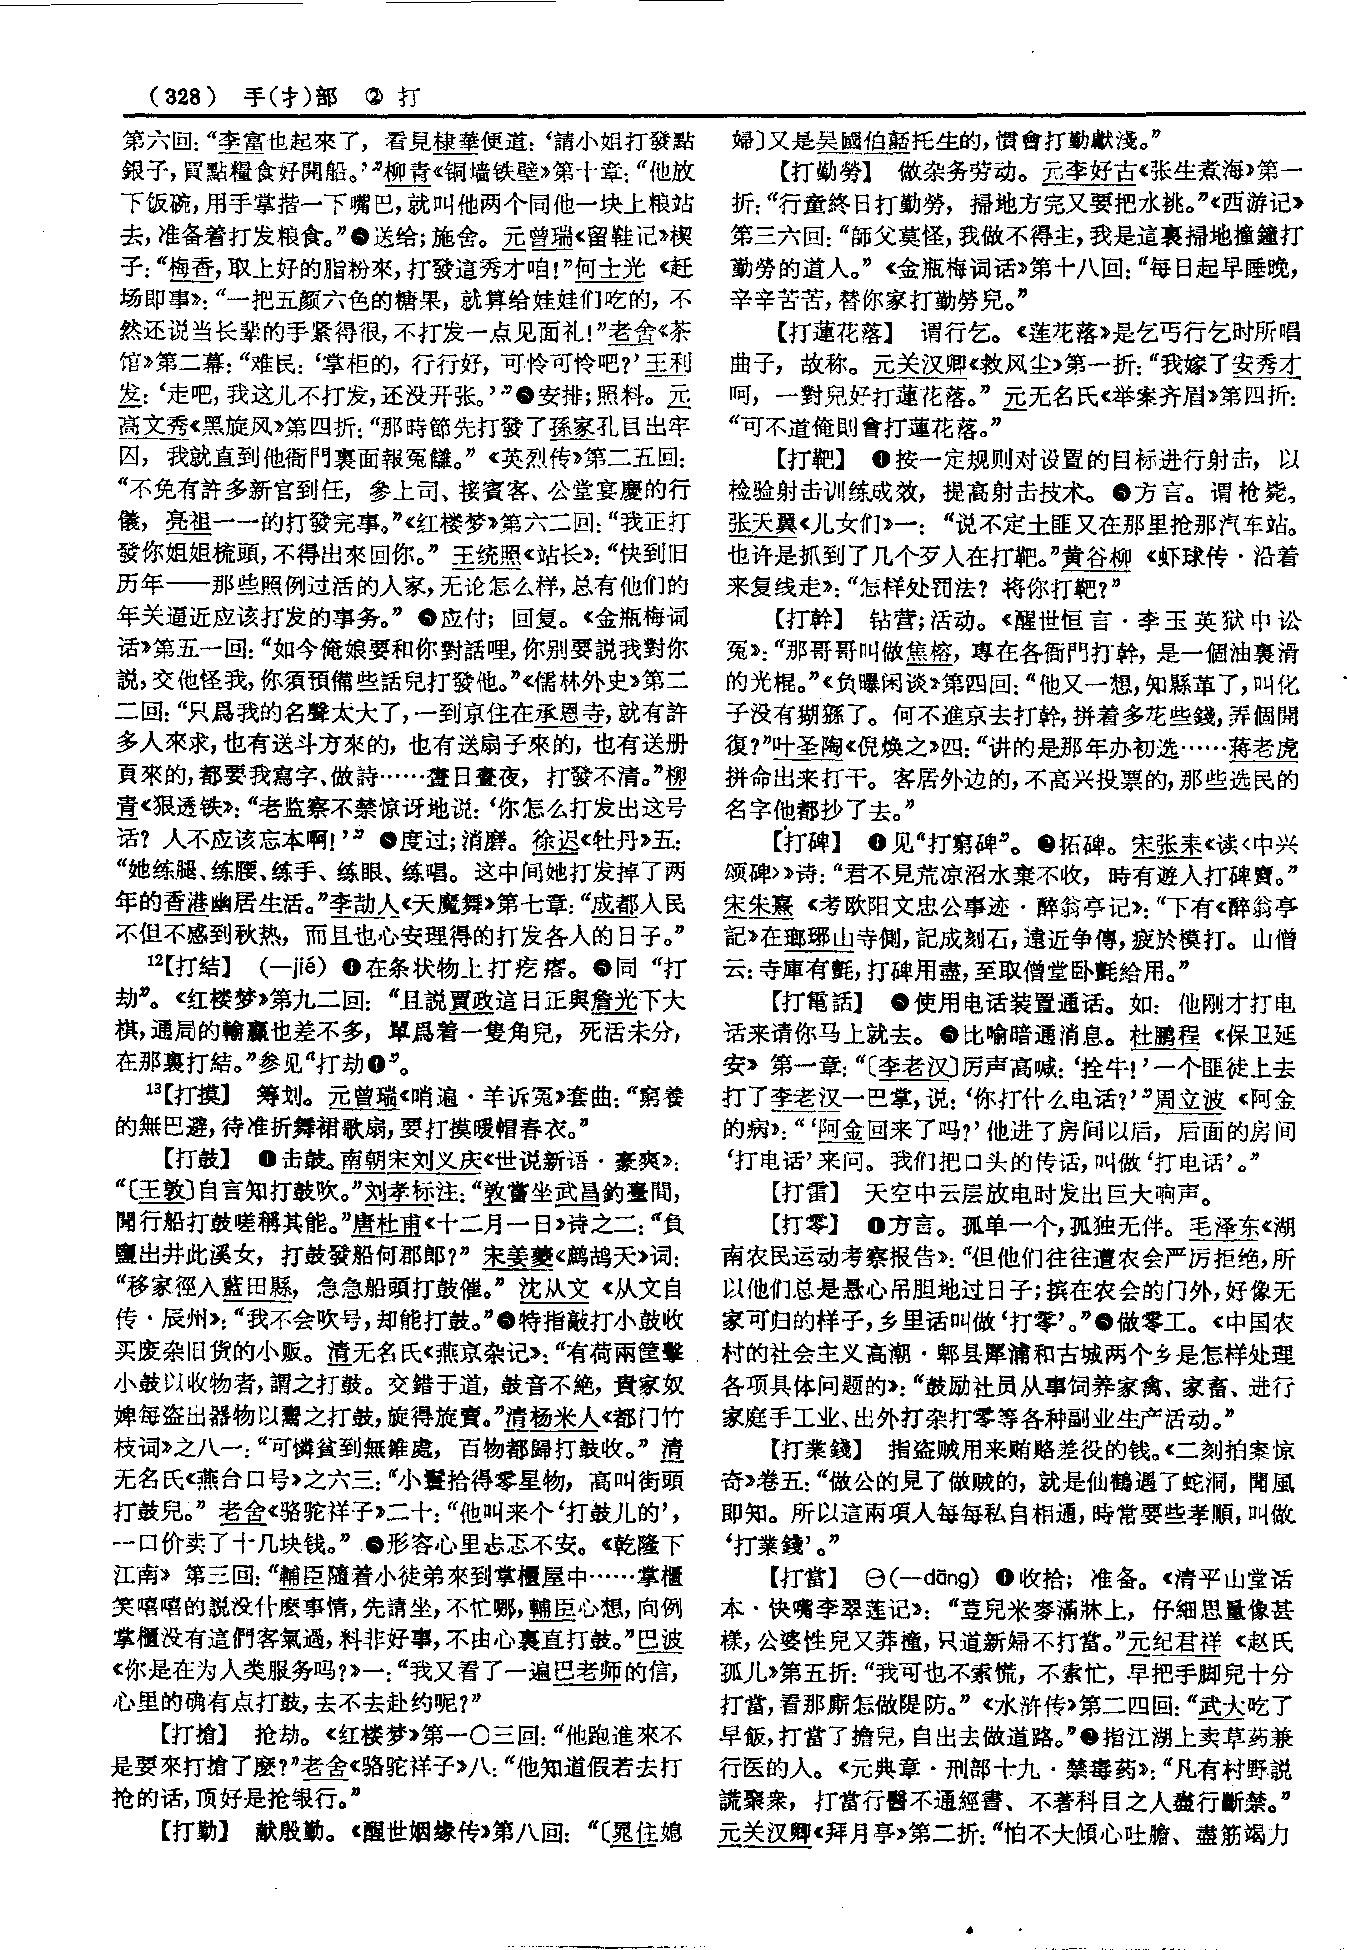 (328) 手(扌)部 ② 打
第六回：“李富也起來了，看見棣華便道：‘請小姐打發點
銀子，買點糧食好開船。’”柳青《铜墙铁壁》第十章：“他放
下饭碗，用手掌揩一下嘴巴，就叫他两个同他一块上粮站
去，准备着打发粮食。”❸送给；施舍。元曾瑞《留鞋记》楔
子：“梅香，取上好的脂粉來，打發這秀才咱！”何士光《赶
场即事》：“一把五颜六色的糖果，就算给娃娃们吃的，不
然还说当长辈的手紧得很，不打发一点见面礼！”老舍《茶
馆》第二幕：“难民：‘掌柜的，行行好，可怜可怜吧？’王利
发：‘走吧，我这儿不打发，还没开张。’”❹安排；照料。元
高文秀《黑旋风》第四折：“那時節先打發了孫家孔目出牢
囚，我就直到他衙門裏面報冤讎。”《英烈传》第二五回：
“不免有許多新官到任，參上司、接賓客、公堂宴慶的行
儀，亮祖一一的打發完事。”《红楼梦》第六二回：“我正打
發你姐姐梳頭，不得出來回你。”王统照《站长》：“快到旧
历年——那些照例过活的人家，无论怎么样，总有他们的
年关逼近应该打发的事务。”❺应付；回复。《金瓶梅词
话》第五一回：“如今俺娘要和你對話哩，你别要説我對你
説，交他怪我，你須預備些話兒打發他。”《儒林外史》第二
二回：“只爲我的名聲太大了，一到京住在承恩寺，就有許
多人來求，也有送斗方來的，也有送扇子來的，也有送册
頁來的，都要我寫字、做詩……晝日晝夜，打發不清。”柳
青《狠透铁》：“老监察不禁惊讶地说：‘你怎么打发出这号
话？人不应该忘本啊！’”❻度过；消磨。徐迟《牡丹》五：
“她练腿、练腰、练手、练眼、练唱。这中间她打发掉了两
年的香港幽居生活。”李劼人《天魔舞》第七章：“成都人民
不但不感到秋热，而且也心安理得的打发各人的日子。”
¹²【打結】（—jié）❶在条状物上打疙瘩。❷同“打
劫”。《红楼梦》第九二回：“且説賈政這日正與詹光下大
棋，通局的輸贏也差不多，單爲着一隻角兒，死活未分，
在那裏打結。”参见“打劫❶”。
¹³【打摸】 筹划。元曾瑞《哨遍·羊诉冤》套曲：“窮養
的無巴避，待准折舞裙歌扇，要打摸暖帽春衣。”
【打鼓】 ❶击鼓。南朝宋刘义庆《世说新语·豪爽》：
“〔王敦〕自言知打鼓吹。”刘孝标注：“敦嘗坐武昌釣臺間，
聞行船打鼓嗟稱其能。”唐杜甫《十二月一日》诗之二：“負
鹽出井此溪女，打鼓發船何郡郎？”宋姜夔《鹧鸪天》词：
“移家徑入藍田縣，急急船頭打鼓催。”沈从文《从文自
传·辰州》：“我不会吹号，却能打鼓。”❷特指敲打小鼓收
买废杂旧货的小贩。清无名氏《燕京杂记》：“有荷兩筐擊
小鼓以收物者，謂之打鼓。交錯于道，鼓音不絶，貴家奴
婢每盜出器物以鬻之打鼓，旋得旋賣。”清杨米人《都门竹
枝词》之八一：“可憐貧到無錐處，百物都歸打鼓收。”清
无名氏《燕台口号》之六三：“小鬟拾得零星物，高叫街頭
打鼓兒。”老舍《骆驼祥子》二十：“他叫来个‘打鼓儿的’，
一口价卖了十几块钱。”❸形容心里忐忑不安。《乾隆下
江南》第三回：“輔臣隨着小徒弟來到掌櫃屋中……掌櫃
笑嘻嘻的説没什麽事情，先請坐，不忙哪，輔臣心想，向例
掌櫃没有這們客氣過，料非好事，不由心裏直打鼓。”巴波
《你是在为人类服务吗？》一：“我又看了一遍巴老师的信，
心里的确有点打鼓，去不去赴约呢？”
【打搶】 抢劫。《红楼梦》第一〇三回：“他跑進來不
是要來打搶了麽？”老舍《骆驼祥子》八：“他知道假若去打
抢的话，顶好是抢银行。”
【打勤】 献殷勤。《醒世姻缘传》第八回：“〔晁住媳
婦〕又是吴國伯嚭托生的，慣會打勤獻淺。”
【打勤勞】 做杂务劳动。元李好古《张生煮海》第一
折：“行童終日打勤勞，掃地方完又要把水挑。”《西游记》
第三六回：“師父莫怪，我做不得主，我是這裏掃地撞鐘打
勤勞的道人。”《金瓶梅词话》第十八回：“每日起早睡晚，
辛辛苦苦，替你家打勤勞兒。”
【打蓮花落】 谓行乞。《莲花落》是乞丐行乞时所唱
曲子，故称。元关汉卿《救风尘》第一折：“我嫁了安秀才
呵，一對兒好打蓮花落。”元无名氏《举案齐眉》第四折：
“可不道俺則會打蓮花落。”
【打靶】 ❶按一定规则对设置的目标进行射击，以
检验射击训练成效，提高射击技术。❷方言。谓枪毙。
张天翼《儿女们》一：“说不定土匪又在那里抢那汽车站。
也许是抓到了几个歹人在打靶。”黄谷柳《虾球传·沿着
来复线走》：“怎样处罚法？将你打靶？”
【打幹】 钻营；活动。《醒世恒言·李玉英狱中讼
冤》：“那哥哥叫做焦榕，專在各衙門打幹，是一個油裏滑
的光棍。”《负曝闲谈》第四回：“他又一想，知縣革了，叫化
子没有猢猻了。何不進京去打幹，拼着多花些錢，弄個開
復？”叶圣陶《倪焕之》四：“讲的是那年办初选……蒋老虎
拼命出来打干。客居外边的，不高兴投票的，那些选民的
名字他都抄了去。”
【打碑】 ❶见“打窮碑”。❷拓碑。宋张耒《读〈中兴
颂碑〉》诗：“君不見荒凉浯水棄不收，時有遊人打碑賣。”
宋朱熹《考欧阳文忠公事迹·醉翁亭记》：“下有《醉翁亭
記》在瑯琊山寺側，記成刻石，遠近争傳，疲於模打。山僧
云：寺庫有氈，打碑用盡，至取僧堂卧氈給用。”
【打電話】 ❶使用电话装置通话。如：他刚才打电
话来请你马上就去。❷比喻暗通消息。杜鹏程《保卫延
安》第一章：“〔李老汉〕厉声高喊：‘拴牛！’一个匪徒上去
打了李老汉一巴掌，说：‘你打什么电话？’”周立波《阿金
的病》：“‘阿金回来了吗？’他进了房间以后，后面的房间
‘打电话’来问。我们把口头的传话，叫做‘打电话’。”
【打雷】 天空中云层放电时发出巨大响声。
【打零】 ❶方言。孤单一个，孤独无伴。毛泽东《湖
南农民运动考察报告》：“但他们往往遭农会严厉拒绝，所
以他们总是悬心吊胆地过日子；摈在农会的门外，好像无
家可归的样子，乡里话叫做‘打零’。”❷做零工。《中国农
村的社会主义高潮·郫县犀浦和古城两个乡是怎样处理
各项具体问题的》：“鼓励社员从事饲养家禽、家畜、进行
家庭手工业、出外打杂打零等各种副业生产活动。”
【打業錢】 指盗贼用来贿赂差役的钱。《二刻拍案惊
奇》卷五：“做公的見了做贼的，就是仙鶴遇了蛇洞，聞風
即知。所以這兩項人每每私自相通，時常要些孝順，叫做
‘打業錢’。”
【打當】 ㊀（—dāng）❶收拾；准备。《清平山堂话
本·快嘴李翠莲记》：“荳兒米麥滿牀上，仔細思量像甚
樣，公婆性兒又莽撞，只道新婦不打當。”元纪君祥《赵氏
孤儿》第五折：“我可也不索慌，不索忙，早把手脚兒十分
打當，看那厮怎做隄防。”《水浒传》第二四回：“武大吃了
早飯，打當了擔兒，自出去做道路。”❷指江湖上卖草药兼
行医的人。《元典章·刑部十九·禁毒药》：“凡有村野説
謊聚衆，打當行醫不通經書、不著科目之人盡行斷禁。”
元关汉卿《拜月亭》第二折：“怕不大傾心吐膽、盡筋竭力